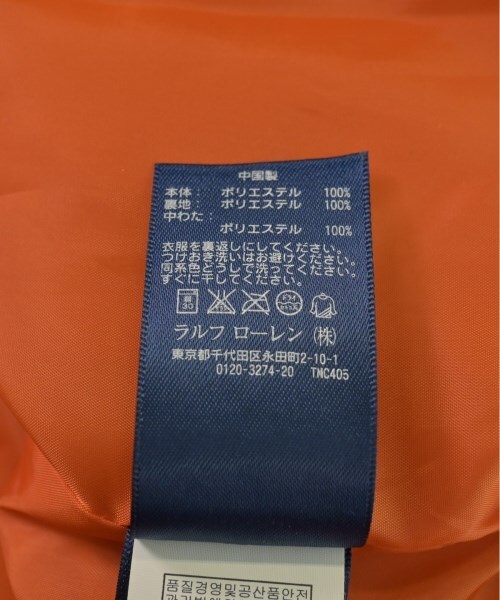 中国製
本体： ポリエステル 100%
裏地： ポリエステル 100%
中わた：
ポリエステル 100%
衣服を裏返しにしてください。
つけおき洗いはお避けください。
同系色どうしで洗ってください。
すぐに干してください。
30
ドライ
ラルフ ローレン（株）
東京都千代田区永田町2-10-1
0120-3274-20 TNC405
품질경영및공산품안전